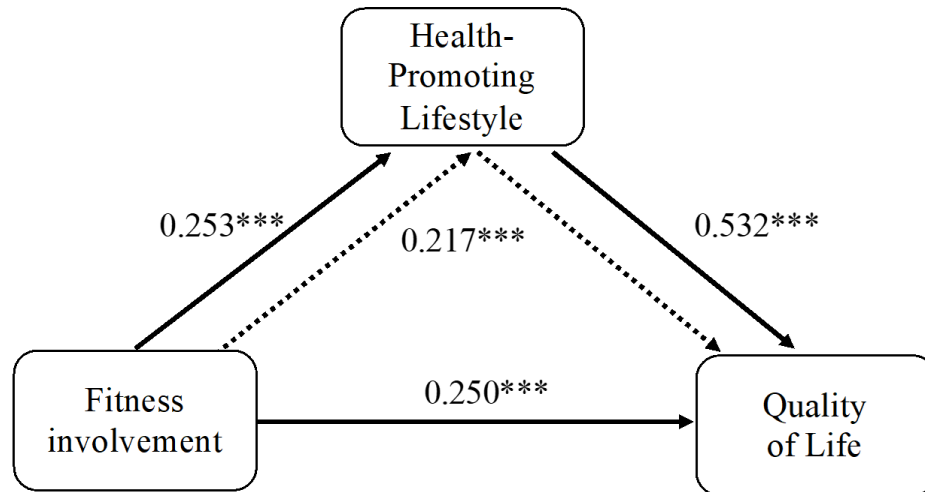 Health-
Promoting
Lifestyle
0.253***
0.217***
0.532***
Fitness
involvement
0.250***
Quality
of Life